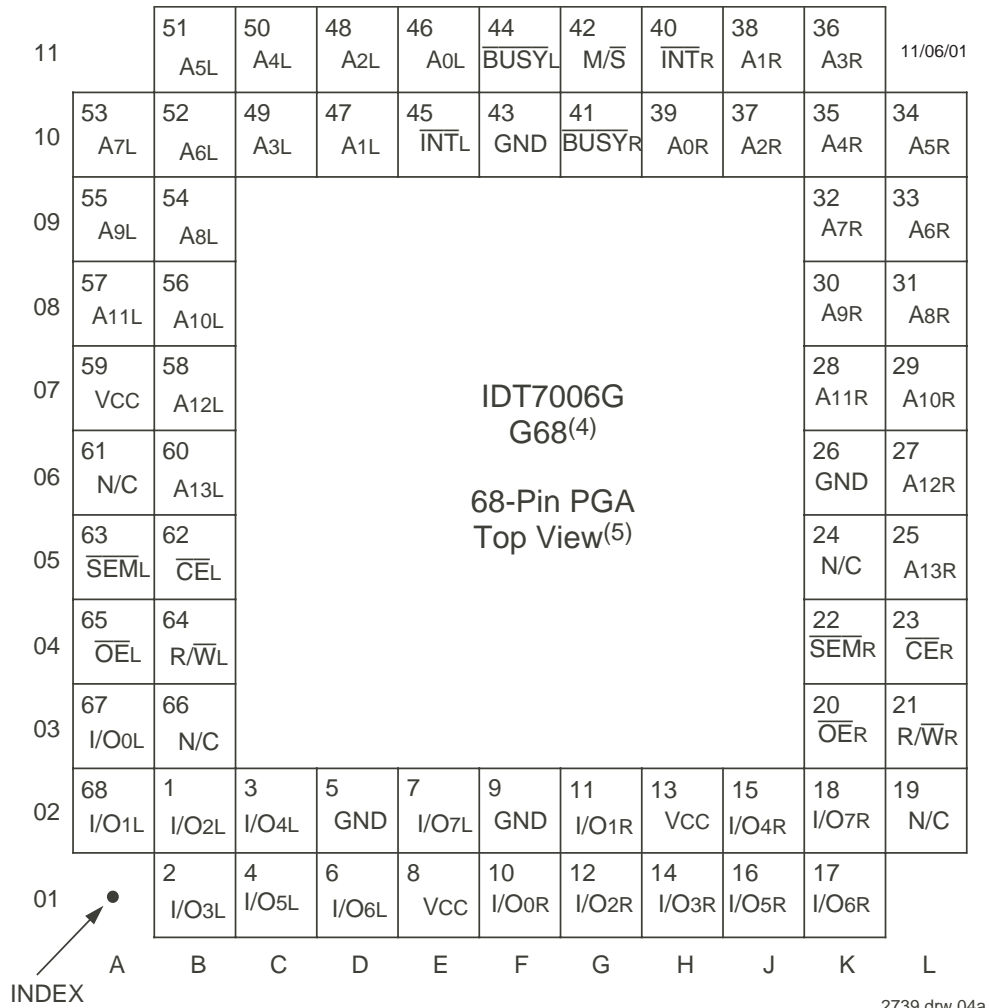 11 51 A5L 50 A4L 48 A2L 46 A0L 44 BUSYL 42 M/S 40 INTR 38 A1R 36 A3R 11/06/01
10 53 A7L 52 A6L 49 A3L 47 A1L 45 INTL 43 GND 41 BUSYR 39 A0R 37 A2R 35 A4R 34 A5R
09 55 A9L 54 A8L 32 A7R 33 A6R
08 57 A11L 56 A10L 30 A9R 31 A8R
07 59 VCC 58 A12L 28 A11R 29 A10R
IDT7006G
G68(4)
06 61 N/C 60 A13L 26 GND 27 A12R
68-Pin PGA
Top View(5)
05 63 SEML 62 CEL 24 N/C 25 A13R
04 65 OEL 64 R/WL 22 SEMR 23 CER
03 67 I/O0L 66 N/C 20 OER 21 R/WR
02 68 I/O1L 1 I/O2L 3 I/O4L 5 GND 7 I/O7L 9 GND 11 I/O1R 13 VCC 15 I/O4R 18 I/O7R 19 N/C
01 2 I/O3L 4 I/O5L 6 I/O6L 8 VCC 10 I/O0R 12 I/O2R 14 I/O3R 16 I/O5R 17 I/O6R
A B C D E F G H J K L
INDEX
2739 drw 04a